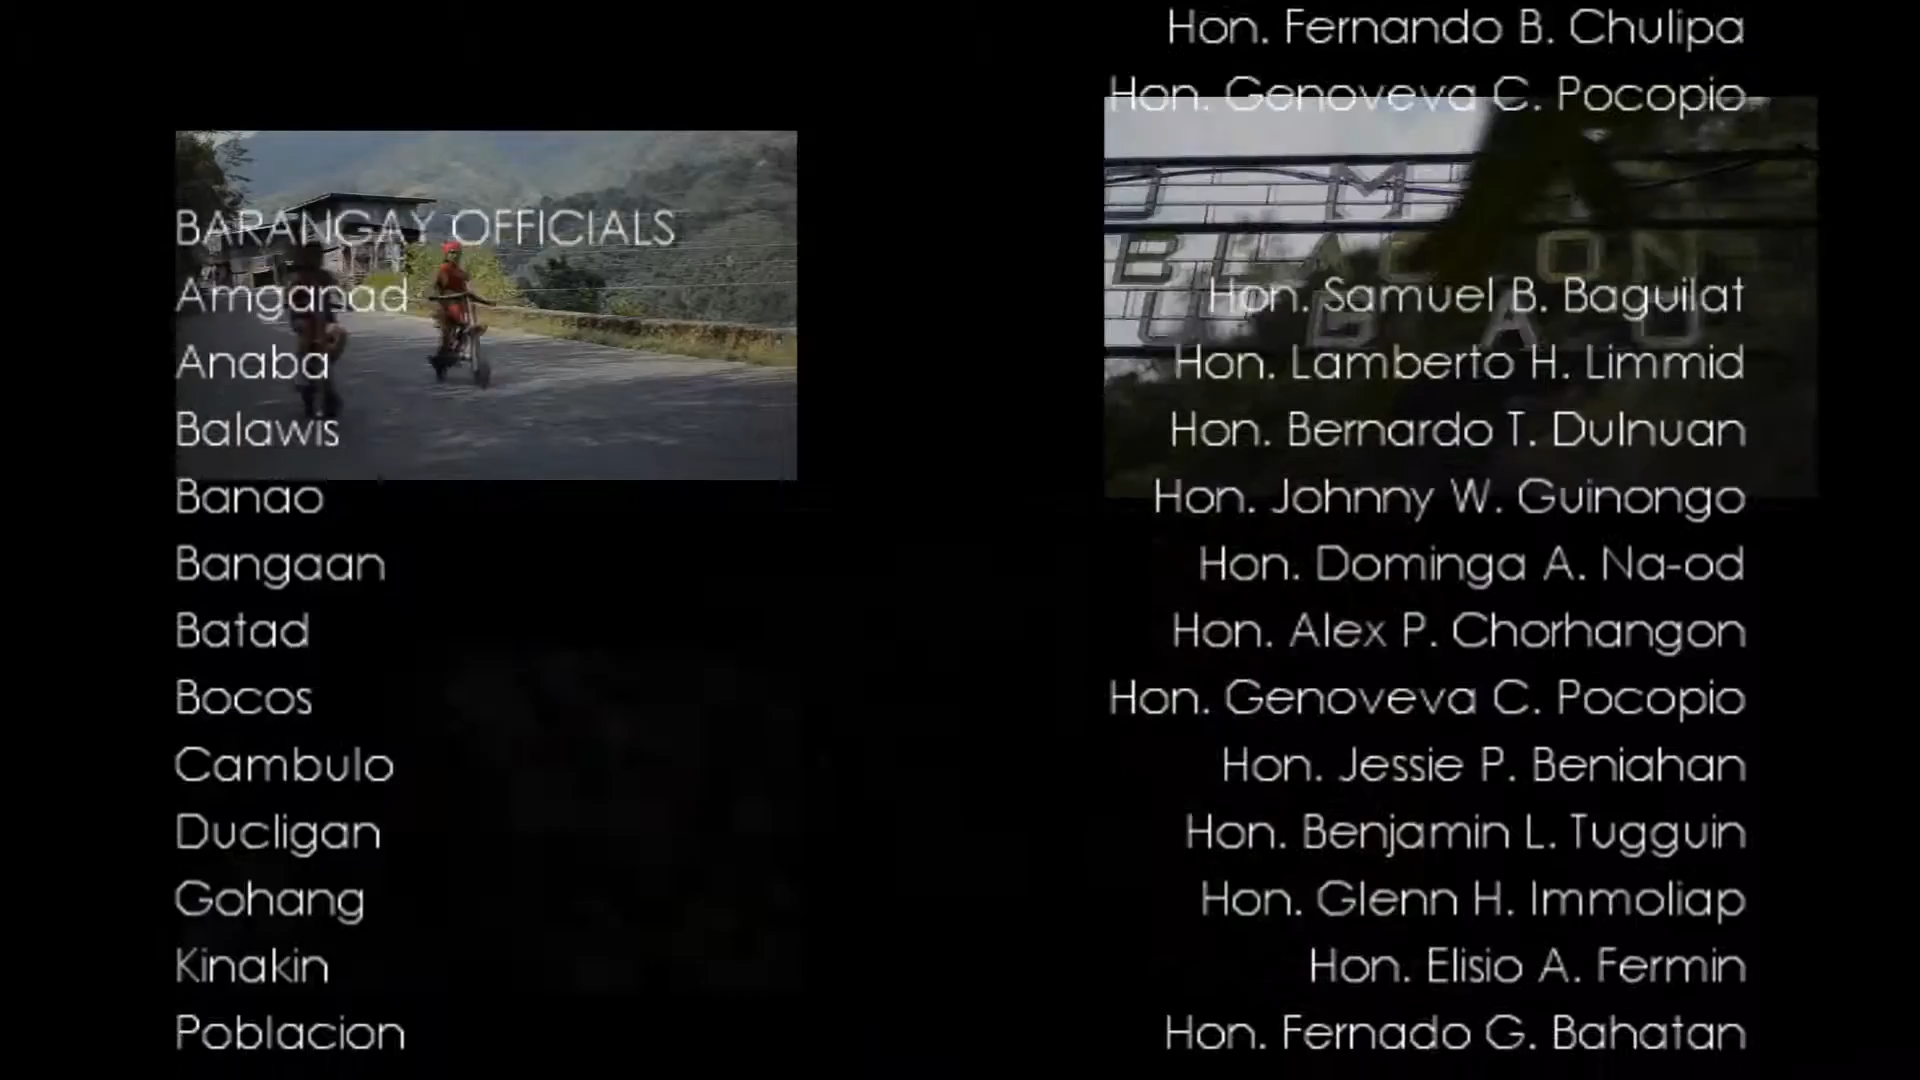 Hon. Fernando B. Chulipa
Hon. Genoveva C. Pocopio
BARANGAY OFFICIALS
Amganad Hon. Samuel B. Baguilat
Anaba Hon. Lamberto H. Limmid
Balawis Hon. Bernardo T. Dulnuan
Banao Hon. Johnny W. Guinongo
Bangaan Hon. Dominga A. Na-od
Batad Hon. Alex P. Chorhangon
Bocos Hon. Genoveva C. Pocopio
Cambulo Hon. Jessie P. Beniahan
Ducligan Hon. Benjamin L. Tugguin
Gohang Hon. Glenn H. Immoliap
Kinakin Hon. Elisio A. Fermin
Poblacion Hon. Fernado G. Bahatan